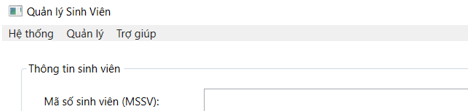 Quản lý Sinh Viên
Hệ thống Quản lý Trợ giúp
Thông tin sinh viên
Mã số sinh viên (MSSV):